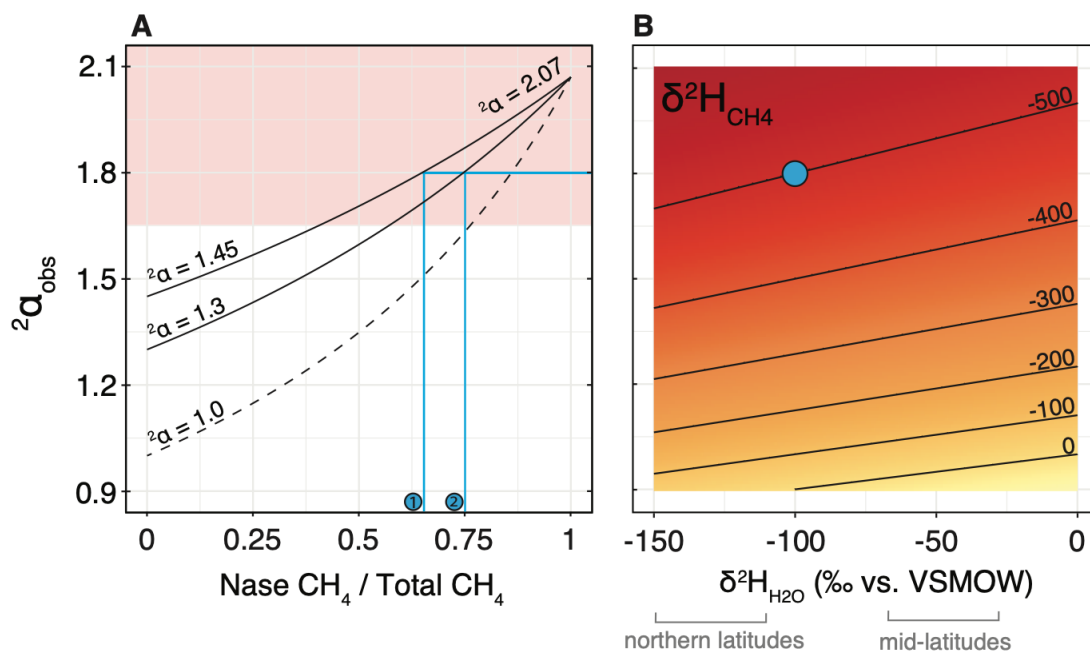 A
B
2.1
1.8
1.5
1.2
0.9
²α_obs
²α = 2.07
²α = 1.45
²α = 1.3
²α = 1.0
1
2
0
0.25
0.5
0.75
1
Nase CH₄ / Total CH₄
δ²H_CH4
-500
-400
-300
-200
-100
0
-150
-100
-50
0
δ²H_H2O (‰ vs. VSMOW)
northern latitudes
mid-latitudes